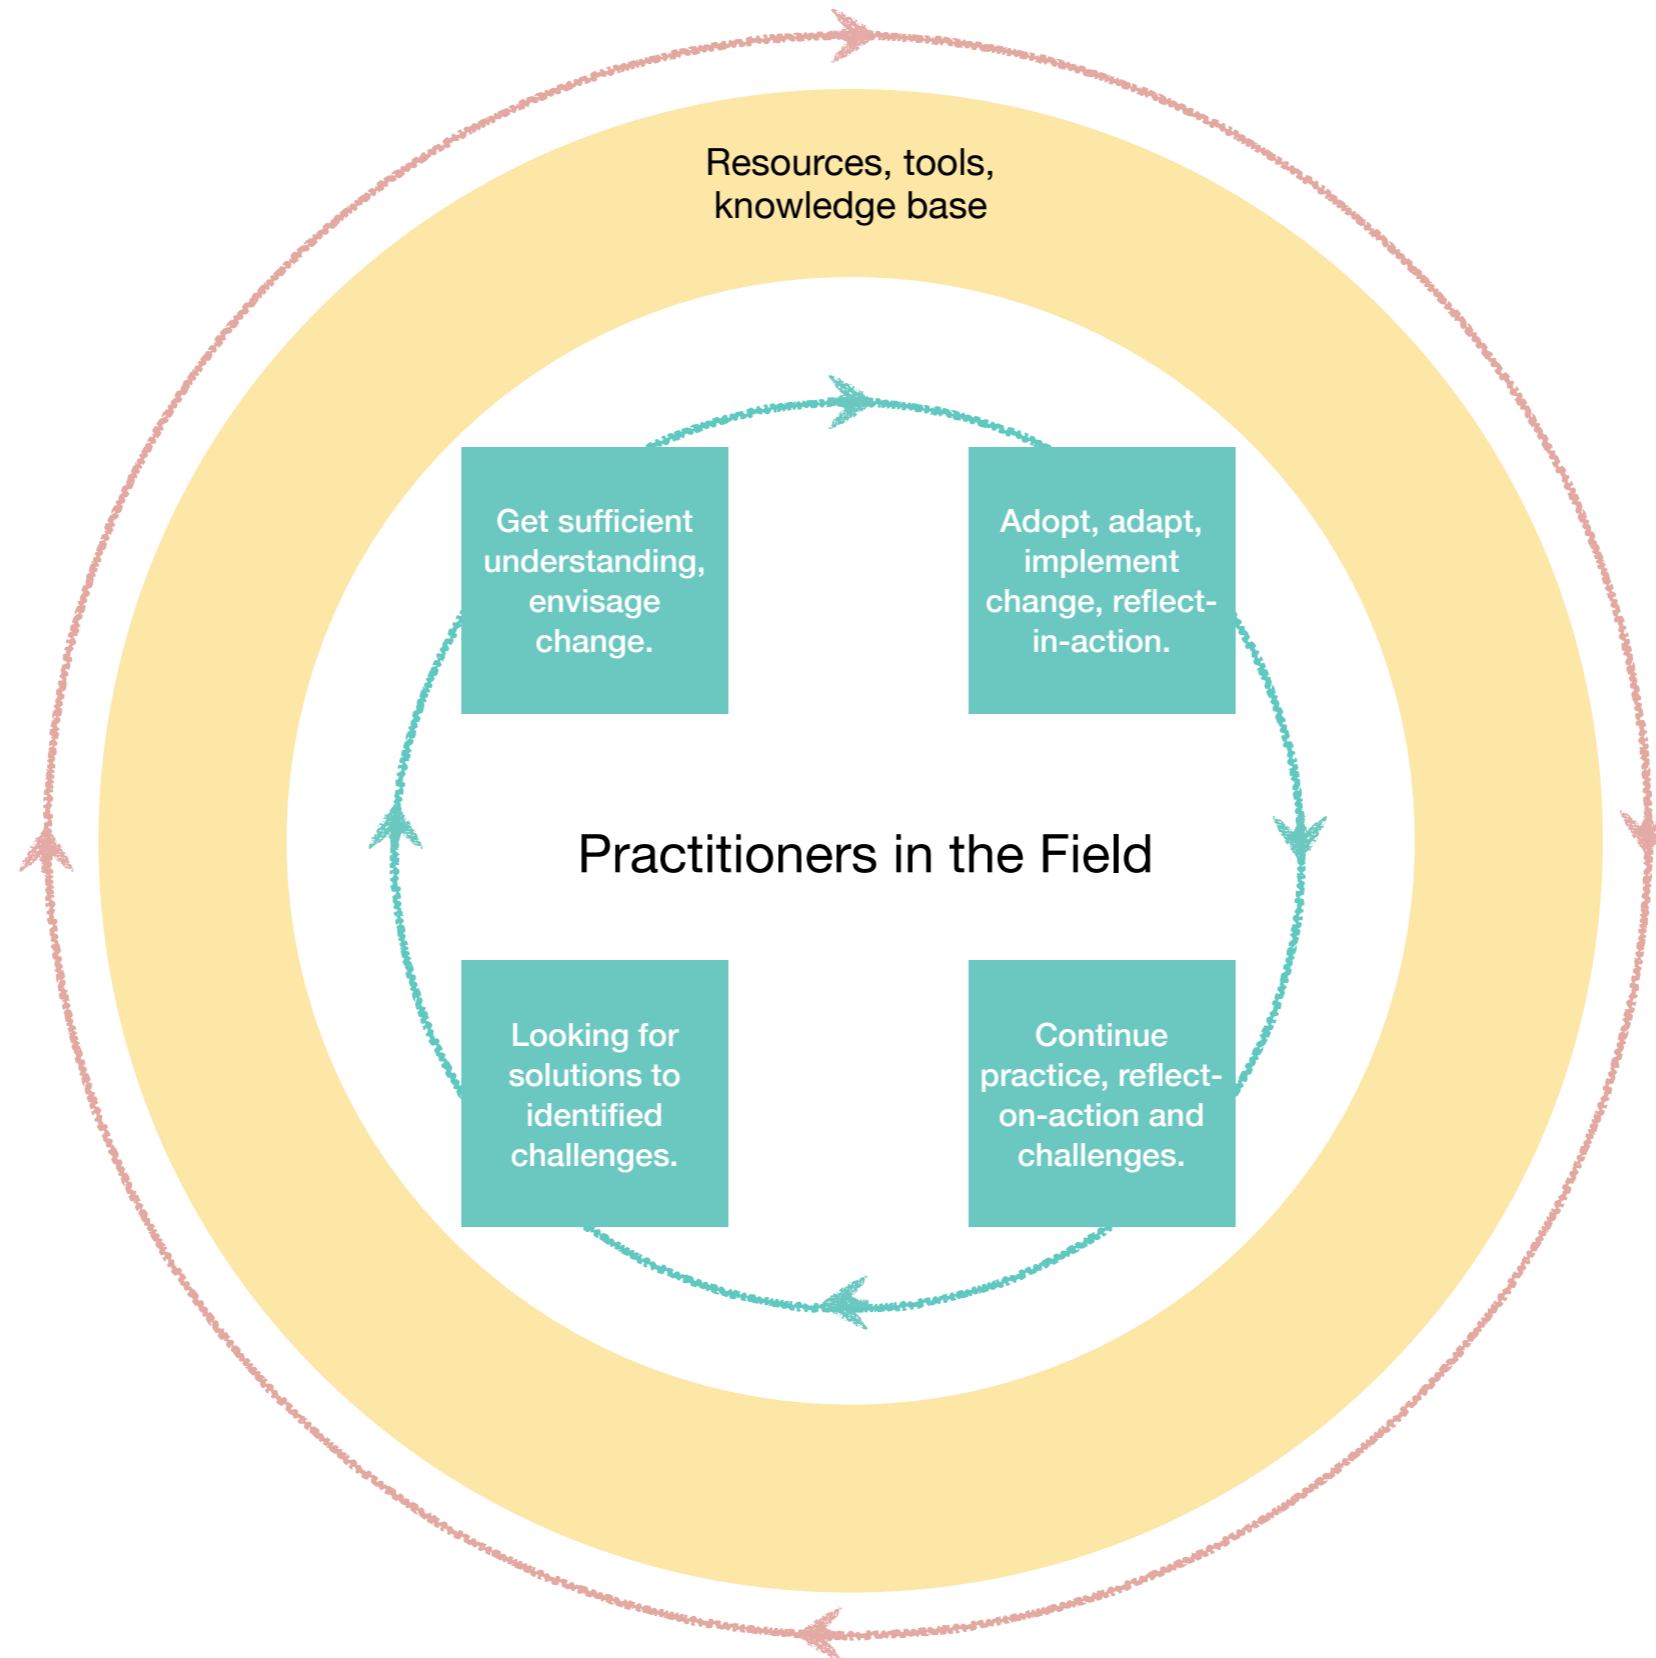 Resources, tools,
knowledge base
Get sufficient
understanding,
envisage
change.
Adopt, adapt,
implement
change, reflect-
in-action.
Practitioners in the Field
Looking for
solutions to
identified
challenges.
Continue
practice, reflect-
on-action and
challenges.